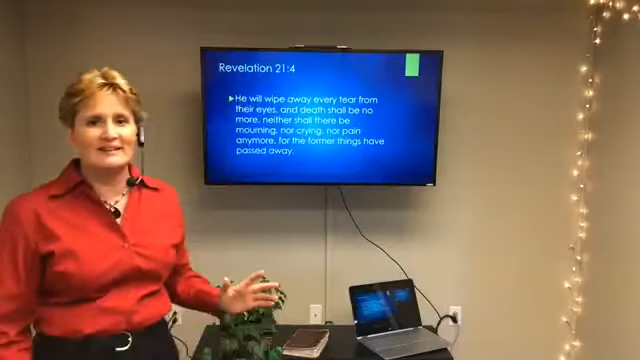 Revelation 21:4
He will wipe away every tear from
their eyes, and death shall be no
more, neither shall there be
mourning, nor crying, nor pain
anymore, for the former things have
passed away.